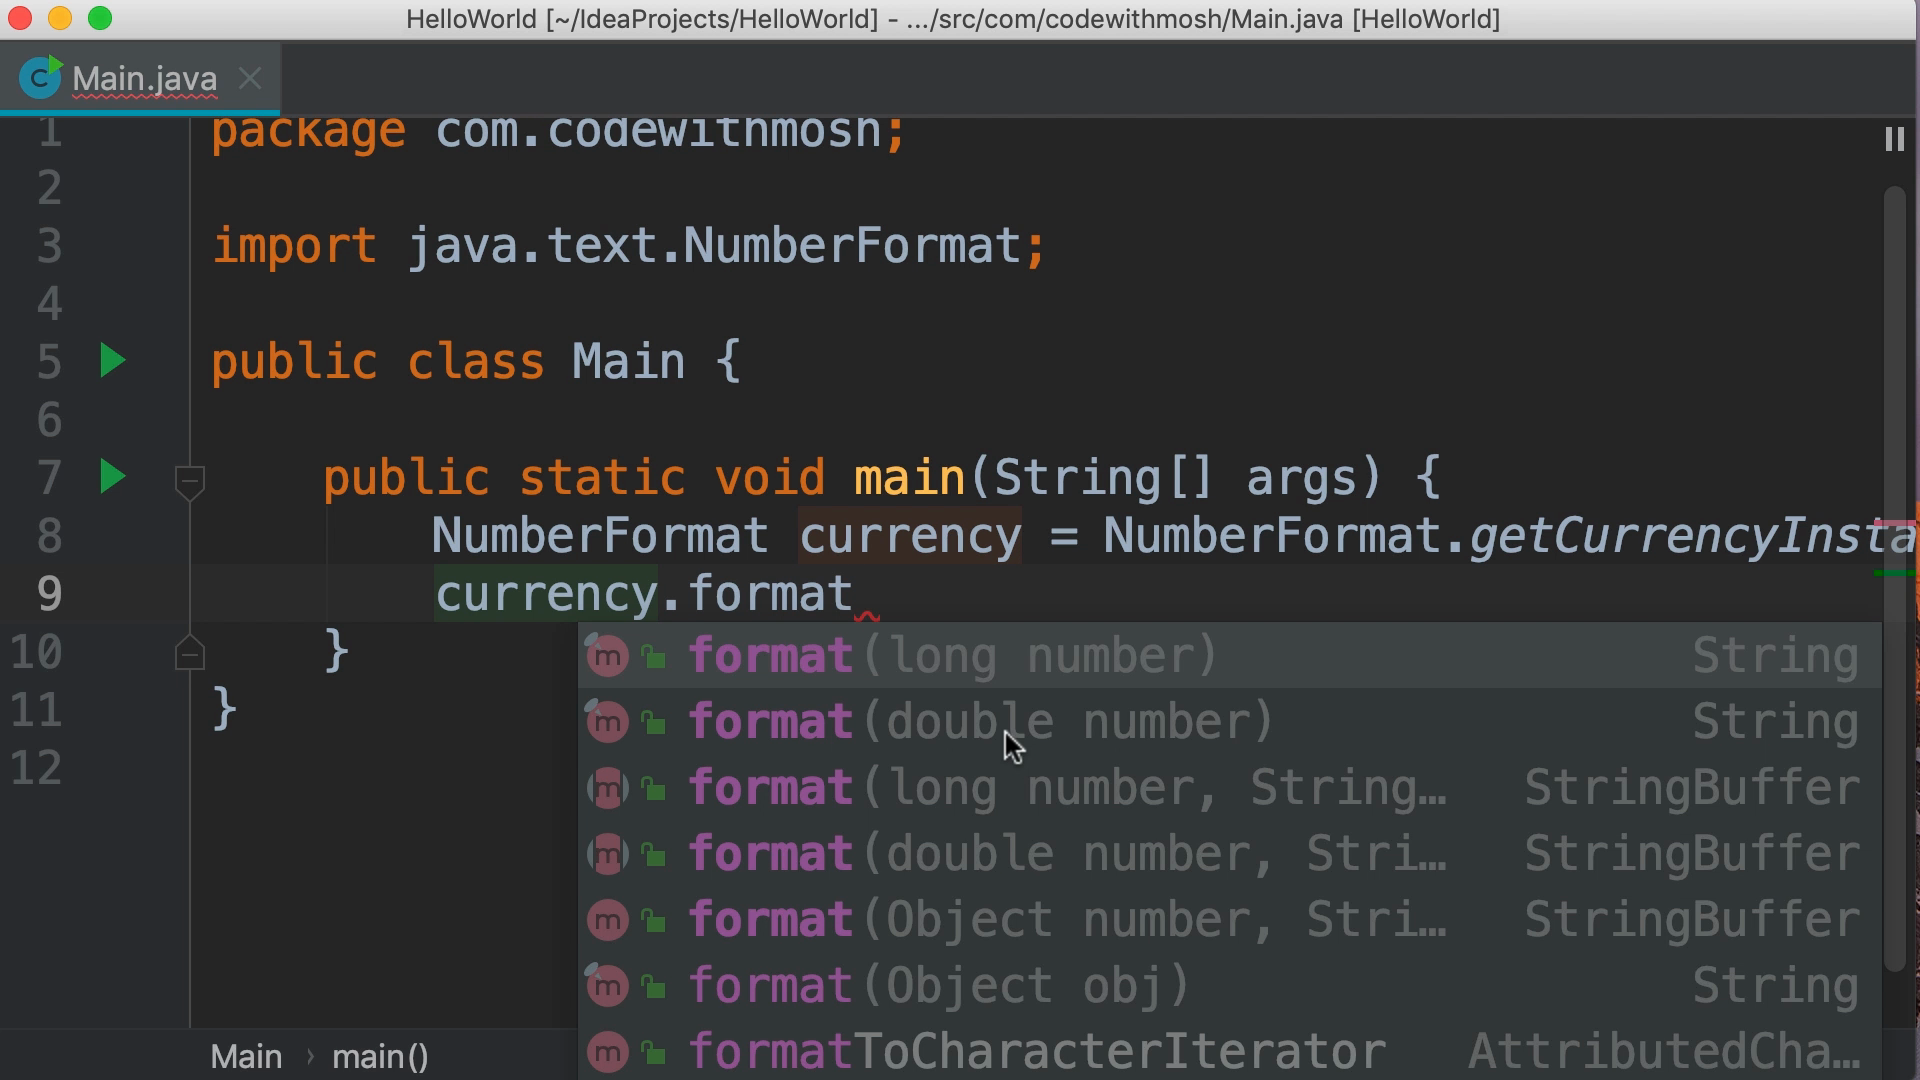 HelloWorld [~/IdeaProjects/HelloWorld] - .../src/com/codewithmosh/Main.java [HelloWorld]
C Main.java
1 package com.codewithmosh;
2
3 import java.text.NumberFormat;
4
5 public class Main {
6
7 public static void main(String[] args) {
8 NumberFormat currency = NumberFormat.getCurrencyInsta
9 currency.format
10 }
11 }
12
m format(long number) String
m format(double number) String
m format(long number, String… StringBuffer
m format(double number, Stri… StringBuffer
m format(Object number, Stri… StringBuffer
m format(Object obj) String
m formatToCharacterIterator AttributedCha…
Main › main()